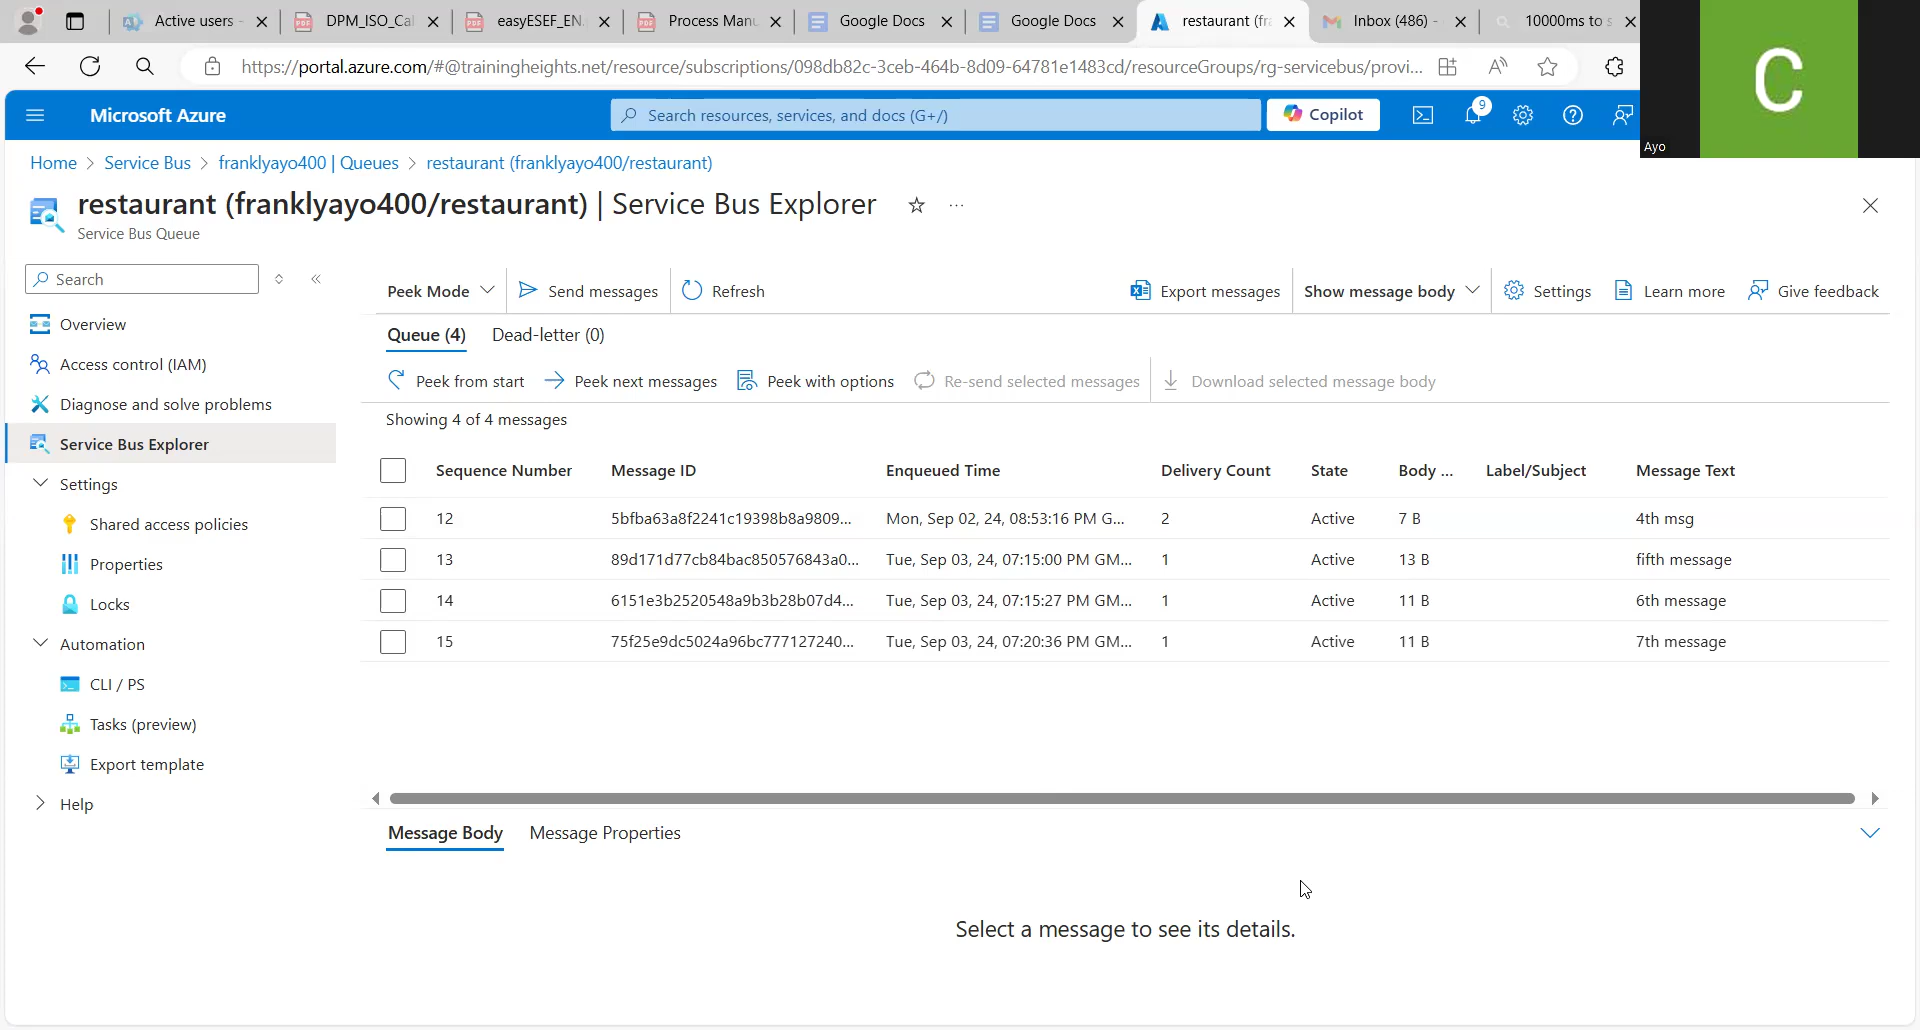 Active users -
DPM_ISO_Cal
easyESEF_EN.
Process Manu
Google Docs
Google Docs
restaurant (fra
Inbox (486) -
10000ms to s
https://portal.azure.com/#@trainingheights.net/resource/subscriptions/098db82c-3ceb-464b-8d09-64781e1483cd/resourceGroups/rg-servicebus/provi...
C
Ayo
Microsoft Azure
Search resources, services, and docs (G+/)
Copilot
9
Home > Service Bus > franklyayo400 | Queues > restaurant (franklyayo400/restaurant)
restaurant (franklyayo400/restaurant) | Service Bus Explorer
Service Bus Queue
Search
Overview
Access control (IAM)
Diagnose and solve problems
Service Bus Explorer
Settings
Shared access policies
Properties
Locks
Automation
CLI / PS
Tasks (preview)
Export template
Help
Peek Mode Send messages Refresh Export messages Show message body Settings Learn more Give feedback
Queue (4) Dead-letter (0)
Peek from start Peek next messages Peek with options Re-send selected messages Download selected message body
Showing 4 of 4 messages
Sequence Number Message ID Enqueued Time Delivery Count State Body ... Label/Subject Message Text
12 5bfba63a8f2241c19398b8a9809... Mon, Sep 02, 24, 08:53:16 PM G... 2 Active 7 B 4th msg
13 89d171d77cb84bac850576843a0... Tue, Sep 03, 24, 07:15:00 PM GM... 1 Active 13 B fifth message
14 6151e3b2520548a9b3b28b07d4... Tue, Sep 03, 24, 07:15:27 PM GM... 1 Active 11 B 6th message
15 75f25e9dc5024a96bc777127240... Tue, Sep 03, 24, 07:20:36 PM GM... 1 Active 11 B 7th message
Message Body Message Properties
Select a message to see its details.